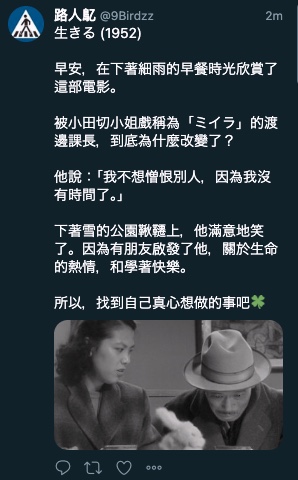 路人甿 @9Birdzz 2m
生きる (1952)
早安，在下著細雨的早餐時光欣賞了
這部電影。
被小田切小姐戲稱為「ミイラ」的渡
邊課長，到底為什麼改變了？
他說：「我不想憎恨別人，因為我沒
有時間了。」
下著雪的公園鞦韆上，他滿意地笑
了。因為有朋友啟發了他，關於生命
的熱情，和學著快樂。
所以，找到自己真心想做的事吧🍀